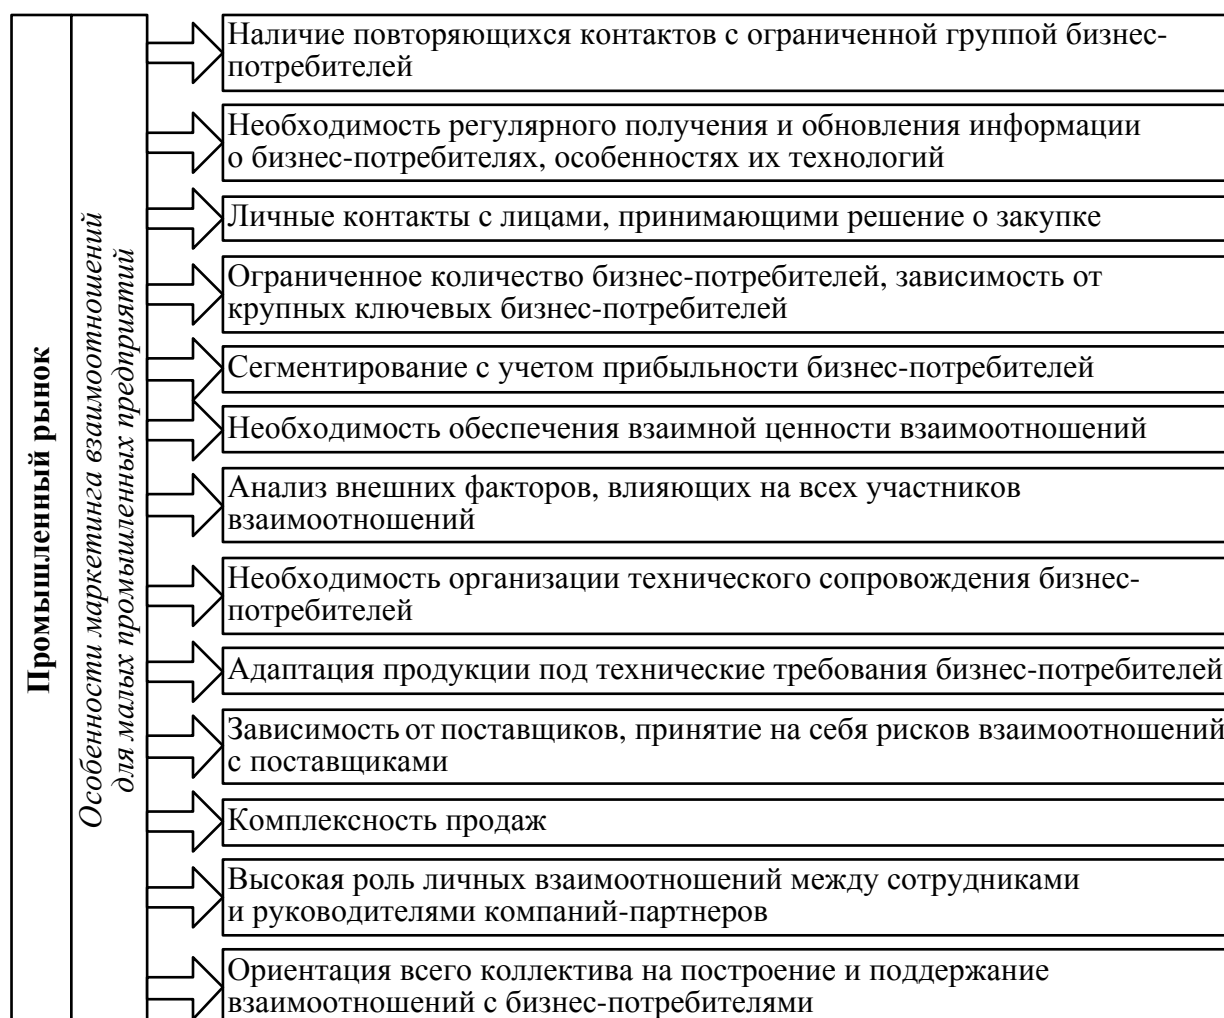 Промышленный рынок
Особенности маркетинга взаимоотношений
для малых промышленных предприятий
Наличие повторяющихся контактов с ограниченной группой бизнес-
потребителей
Необходимость регулярного получения и обновления информации
о бизнес-потребителях, особенностях их технологий
Личные контакты с лицами, принимающими решение о закупке
Ограниченное количество бизнес-потребителей, зависимость от
крупных ключевых бизнес-потребителей
Сегментирование с учетом прибыльности бизнес-потребителей
Необходимость обеспечения взаимной ценности взаимоотношений
Анализ внешних факторов, влияющих на всех участников
взаимоотношений
Необходимость организации технического сопровождения бизнес-
потребителей
Адаптация продукции под технические требования бизнес-потребителей
Зависимость от поставщиков, принятие на себя рисков взаимоотношений
с поставщиками
Комплексность продаж
Высокая роль личных взаимоотношений между сотрудниками
и руководителями компаний-партнеров
Ориентация всего коллектива на построение и поддержание
взаимоотношений с бизнес-потребителями